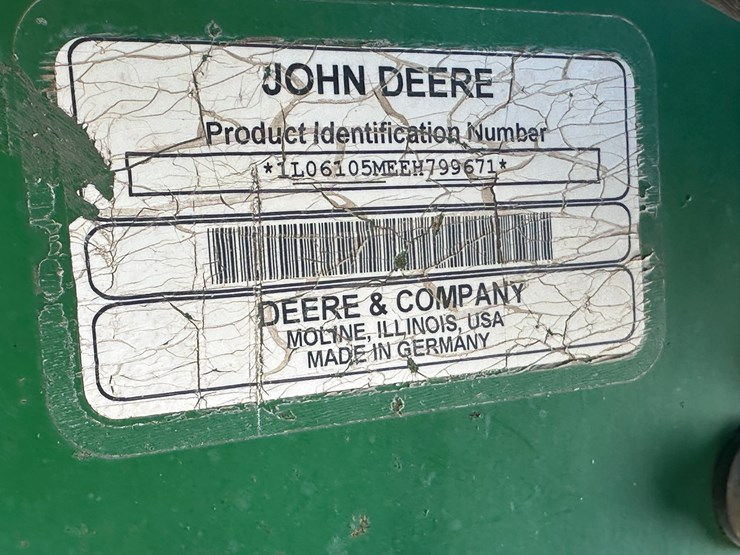 JOHN DEERE
Product Identification Number
*1L06105MEEH799671*
DEERE & COMPANY
MOLINE, ILLINOIS, USA
MADE IN GERMANY